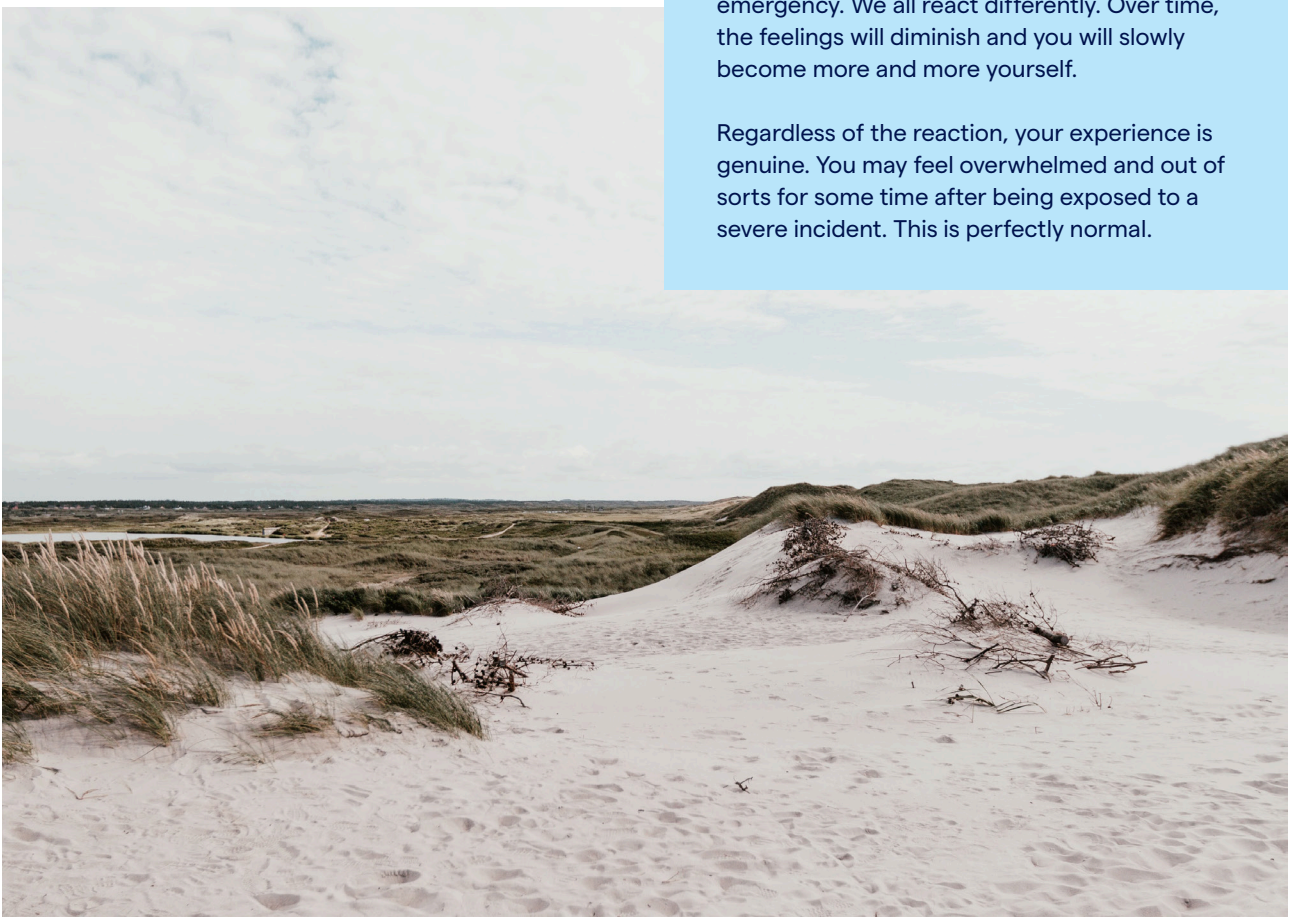 emergency. We all react differently. Over time,
the feelings will diminish and you will slowly
become more and more yourself.
Regardless of the reaction, your experience is
genuine. You may feel overwhelmed and out of
sorts for some time after being exposed to a
severe incident. This is perfectly normal.